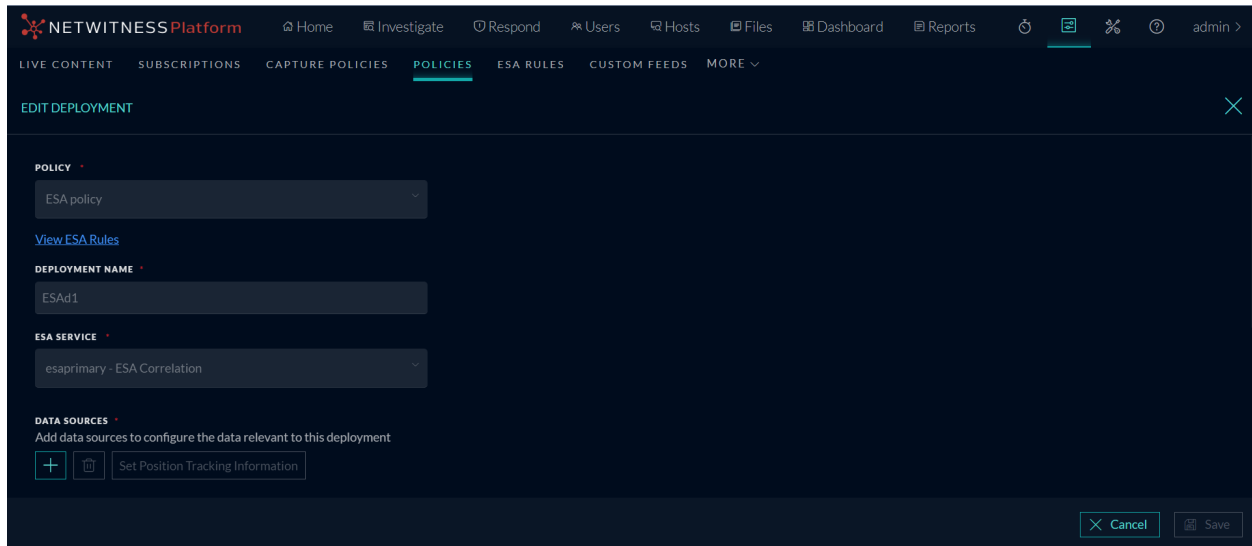 NETWITNESS Platform Home Investigate Respond Users Hosts Files Dashboard Reports admin >
LIVE CONTENT SUBSCRIPTIONS CAPTURE POLICIES POLICIES ESA RULES CUSTOM FEEDS MORE
EDIT DEPLOYMENT
POLICY *
ESA policy
View ESA Rules
DEPLOYMENT NAME *
ESAd1
ESA SERVICE *
esaprimary - ESA Correlation
DATA SOURCES *
Add data sources to configure the data relevant to this deployment
Set Position Tracking Information
Cancel Save